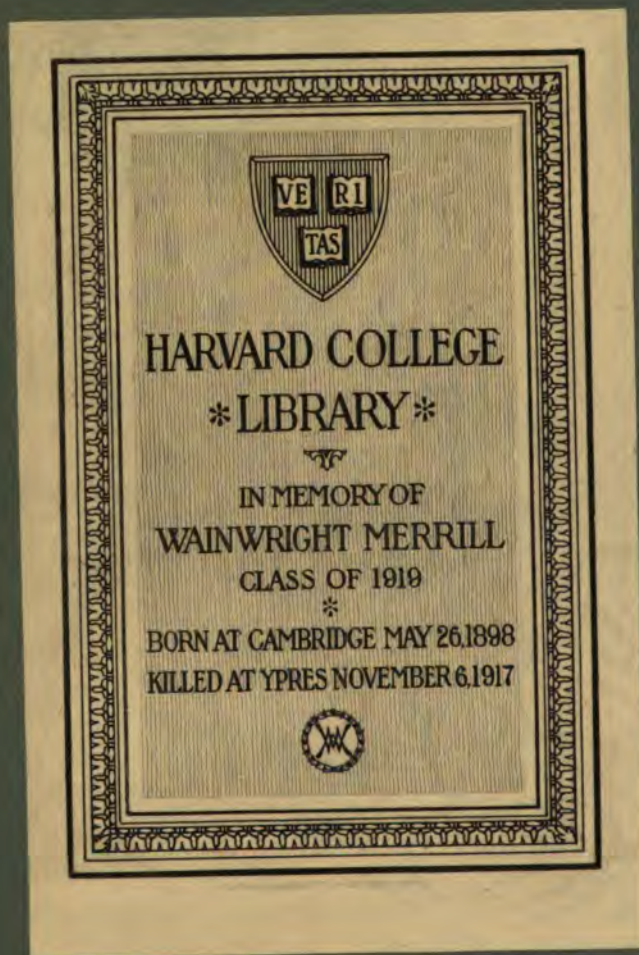 VE RI
TAS
HARVARD COLLEGE
*LIBRARY*
IN MEMORY OF
WAINWRIGHT MERRILL
CLASS OF 1919
*
BORN AT CAMBRIDGE MAY 26,1898
KILLED AT YPRES NOVEMBER 6,1917